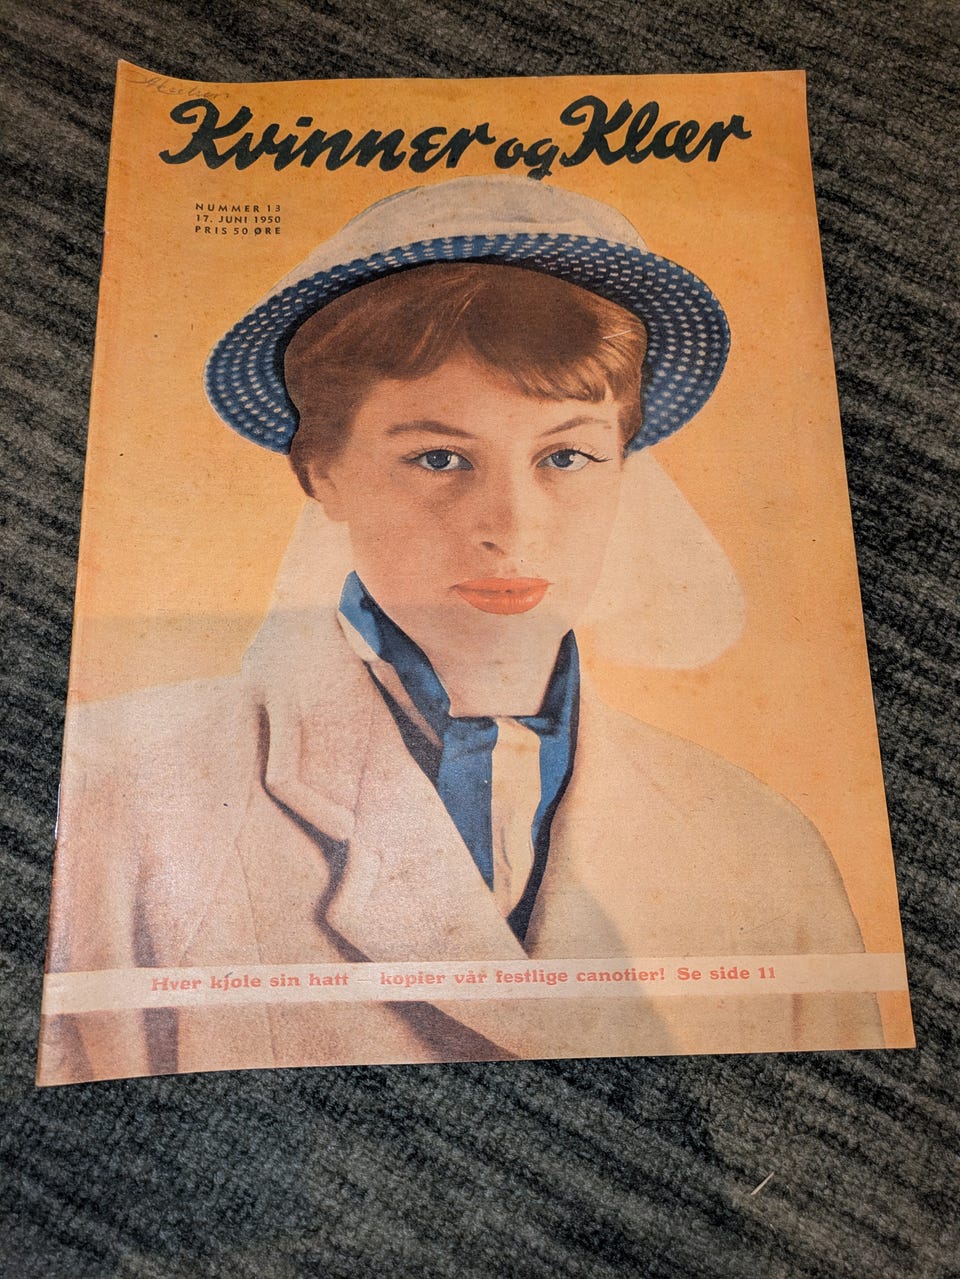 Kvinner og Klær
NUMMER 13
17. JUNI 1950
PRIS 50 ØRE
Hver kjole sin hatt — kopier vår festlige canotier! Se side 11